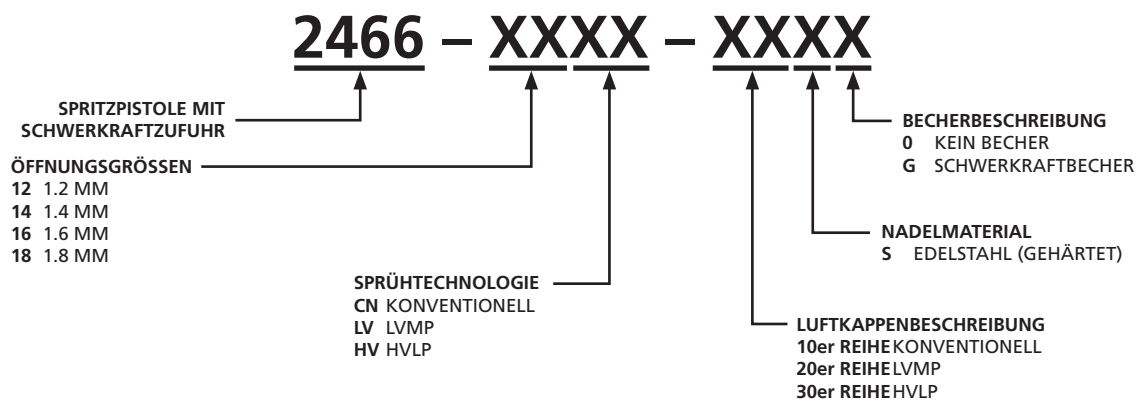 2466 – XXXX – XXXX
SPRITZPISTOLE MIT
SCHWERKRAFTZUFUHR
ÖFFNUNGSGRÖSSEN
12 1.2 MM
14 1.4 MM
16 1.6 MM
18 1.8 MM
SPRÜHTECHNOLOGIE
CN KONVENTIONELL
LV LVMP
HV HVLP
BECHERBESCHREIBUNG
0 KEIN BECHER
G SCHWERKRAFTBECHER
NADELMATERIAL
S EDELSTAHL (GEHÄRTET)
LUFTKAPPENBESCHREIBUNG
10er REIHE KONVENTIONELL
20er REIHE LVMP
30er REIHE HVLP